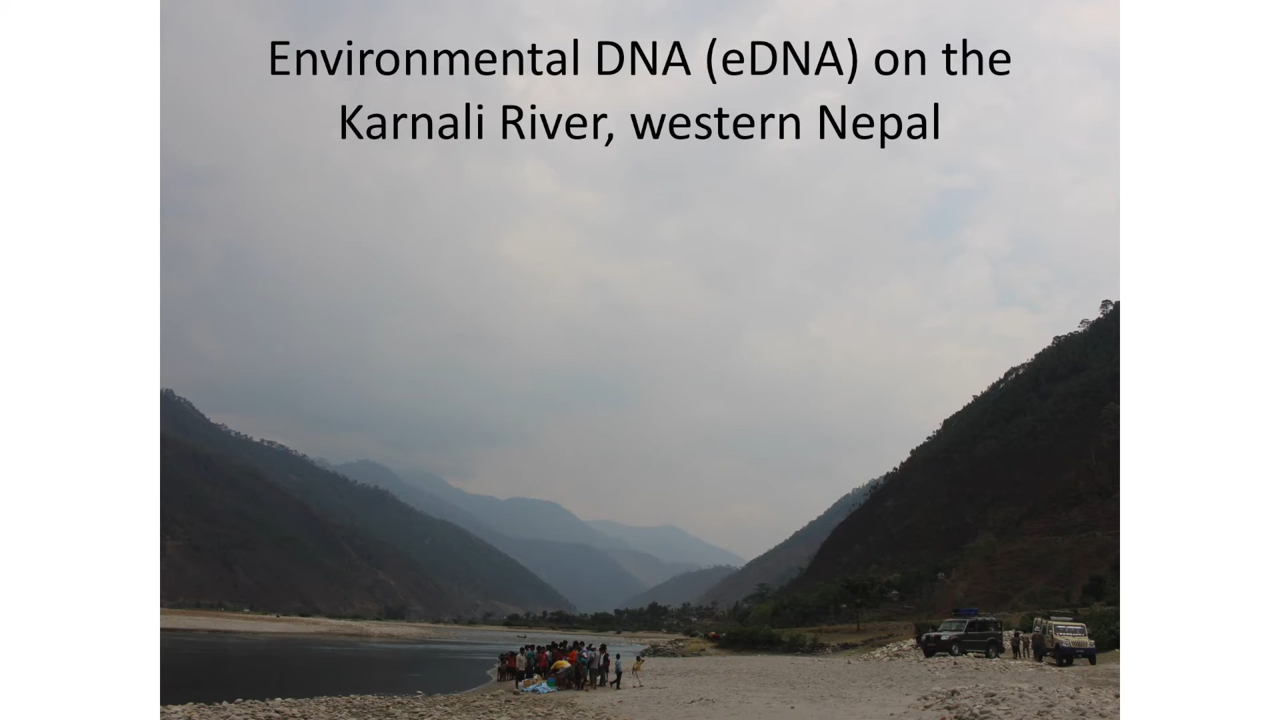 Environmental DNA (eDNA) on the
Karnali River, western Nepal